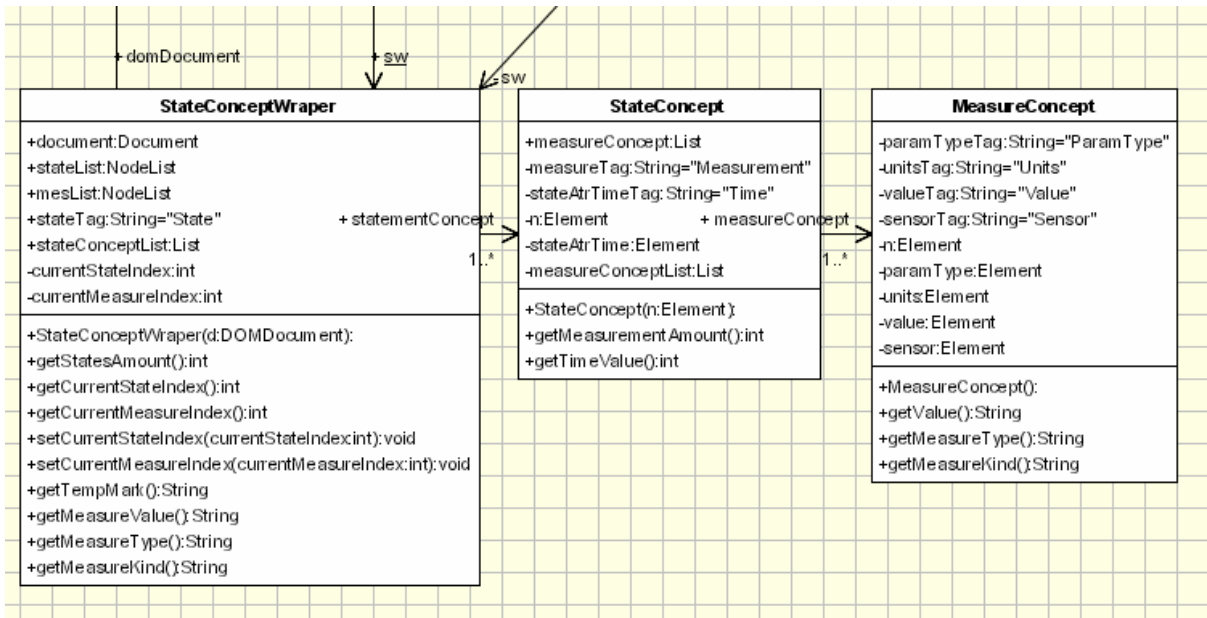 + domDocument
+ sw
- sw
StateConceptWraper
+document:Document
+stateList:NodeList
+mesList:NodeList
+stateTag:String="State"
+stateConceptList:List
-currentStateIndex:int
-currentMeasureIndex:int
+StateConceptWraper(d:DOMDocument):
+getStatesAmount():int
+getCurrentStateIndex():int
+getCurrentMeasureIndex():int
+setCurrentStateIndex(currentStateIndex:int):void
+setCurrentMeasureIndex(currentMeasureIndex:int):void
+getTempMark():String
+getMeasureValue():String
+getMeasureType():String
+getMeasureKind():String
+ statementConcept
1..*
StateConcept
+measureConcept:List
-measureTag:String="Measurement"
-stateAtrTimeTag:String="Time"
-n:Element
-stateAtrTime:Element
-measureConceptList:List
+StateConcept(n:Element):
+getMeasurementAmount():int
+getTimeValue():int
+ measureConcept
1..*
MeasureConcept
-paramTypeTag:String="ParamType"
-unitsTag:String="Units"
-valueTag:String="Value"
-sensorTag:String="Sensor"
-n:Element
-paramType:Element
-units:Element
-value:Element
-sensor:Element
+MeasureConcept():
+getValue():String
+getMeasureType():String
+getMeasureKind():String